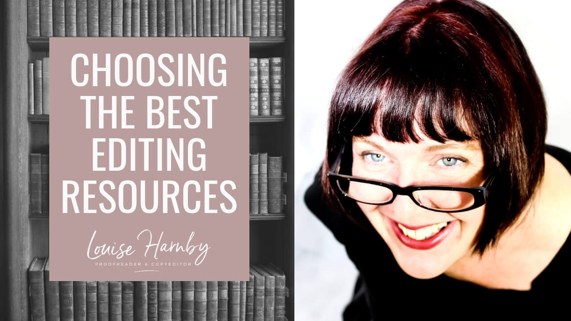 CHOOSING
THE BEST
EDITING
RESOURCES
Louise Harnby
PROOFREADER & COPYEDITOR